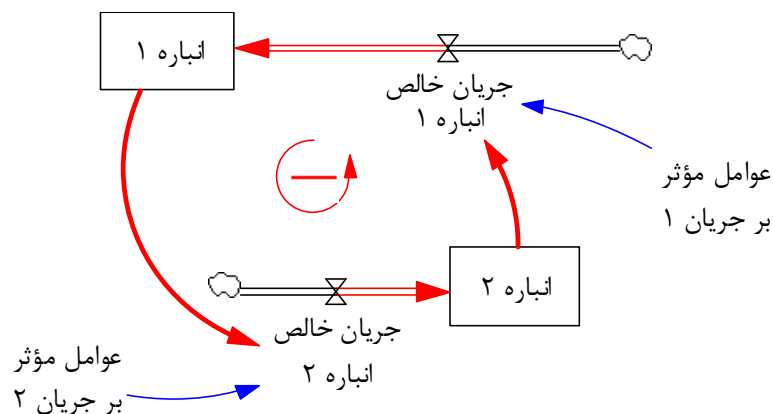 انباره ۱
جریان خالص
انباره ۱
عوامل مؤثر
بر جریان ۱
انباره ۲
جریان خالص
انباره ۲
عوامل مؤثر
بر جریان ۲